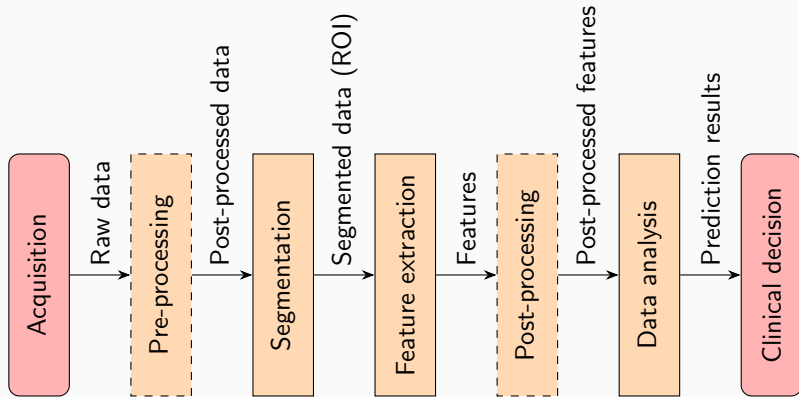 Acquisition
Raw data
Pre-processing
Post-processed data
Segmentation
Segmented data (ROI)
Feature extraction
Features
Post-processing
Post-processed features
Data analysis
Prediction results
Clinical decision